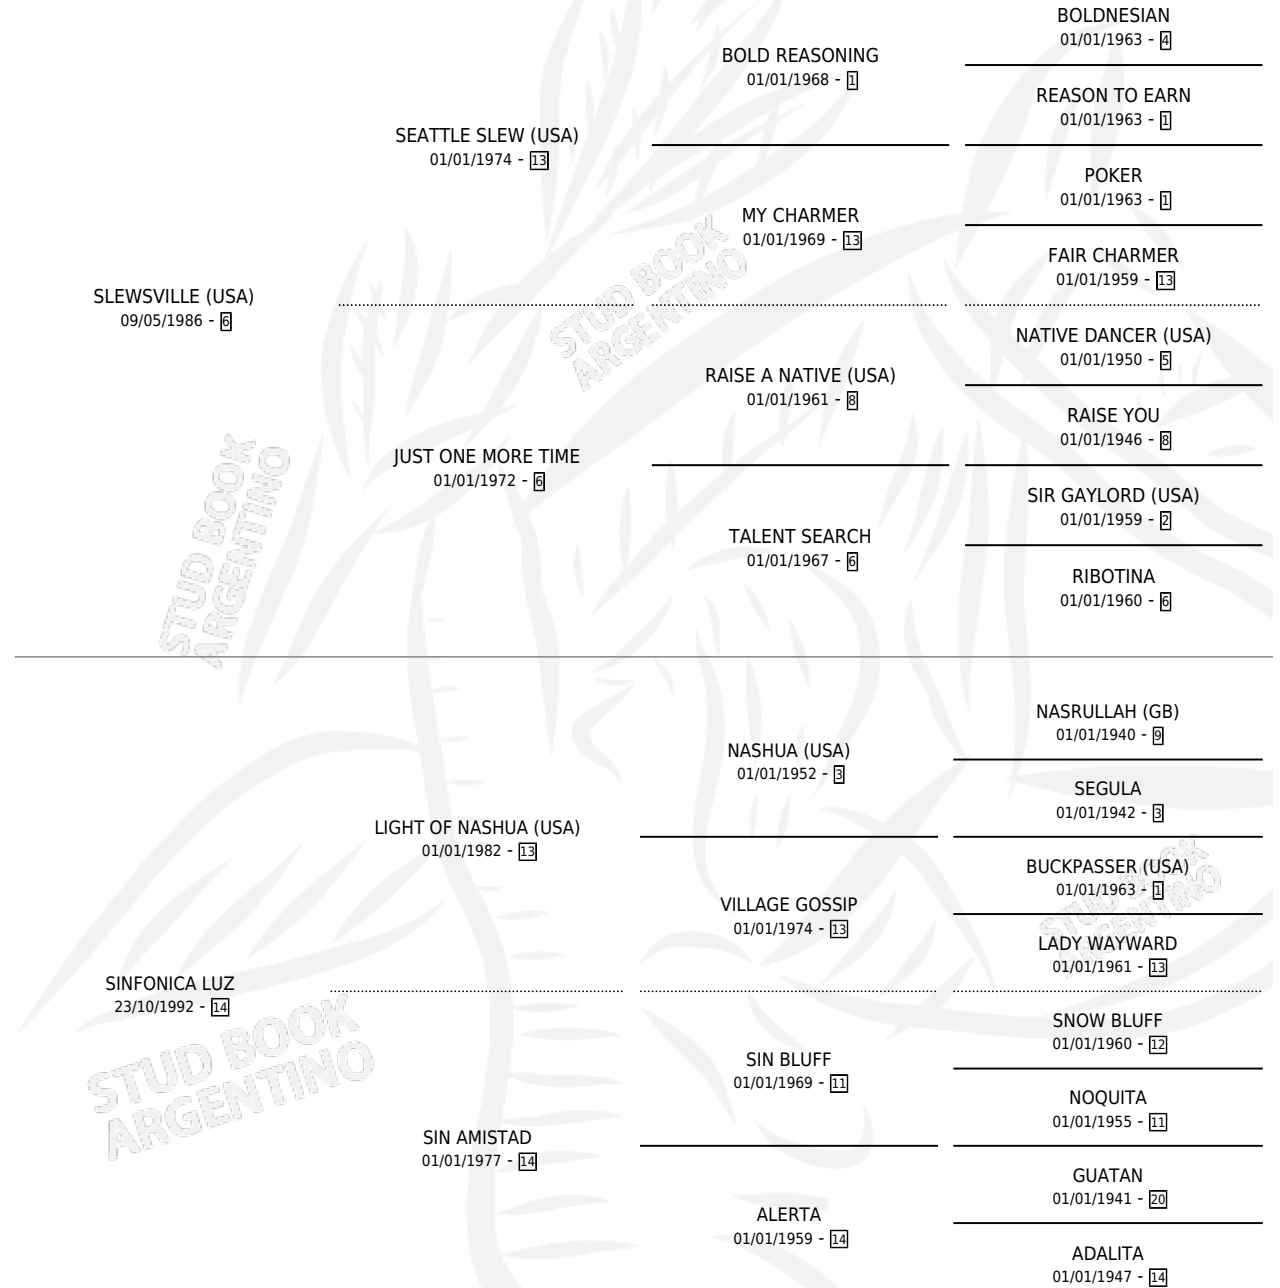 BOLDNESIAN
01/01/1963 - 4
BOLD REASONING
01/01/1968 - 1
REASON TO EARN
01/01/1963 - 1
SEATTLE SLEW (USA)
01/01/1974 - 13
POKER
01/01/1963 - 1
MY CHARMER
01/01/1969 - 13
FAIR CHARMER
01/01/1959 - 13
SLEWSVILLE (USA)
09/05/1986 - 6
NATIVE DANCER (USA)
01/01/1950 - 5
RAISE A NATIVE (USA)
01/01/1961 - 8
RAISE YOU
01/01/1946 - 8
JUST ONE MORE TIME
01/01/1972 - 6
SIR GAYLORD (USA)
01/01/1959 - 2
TALENT SEARCH
01/01/1967 - 6
RIBOTINA
01/01/1960 - 6
STUD BOOK
ARGENTINO
STUD BOOK
ARGENTINO
NASRULLAH (GB)
01/01/1940 - 9
NASHUA (USA)
01/01/1952 - 3
SEGULA
01/01/1942 - 3
LIGHT OF NASHUA (USA)
01/01/1982 - 13
BUCKPASSER (USA)
01/01/1963 - 1
VILLAGE GOSSIP
01/01/1974 - 13
LADY WAYWARD
01/01/1961 - 13
STUD BOOK
ARGENTINO
SINFONICA LUZ
23/10/1992 - 14
SNOW BLUFF
01/01/1960 - 12
SIN BLUFF
01/01/1969 - 11
NOQUITA
01/01/1955 - 11
SIN AMISTAD
01/01/1977 - 14
GUATAN
01/01/1941 - 20
ALERTA
01/01/1959 - 14
ADALITA
01/01/1947 - 14
STUD BOOK
ARGENTINO